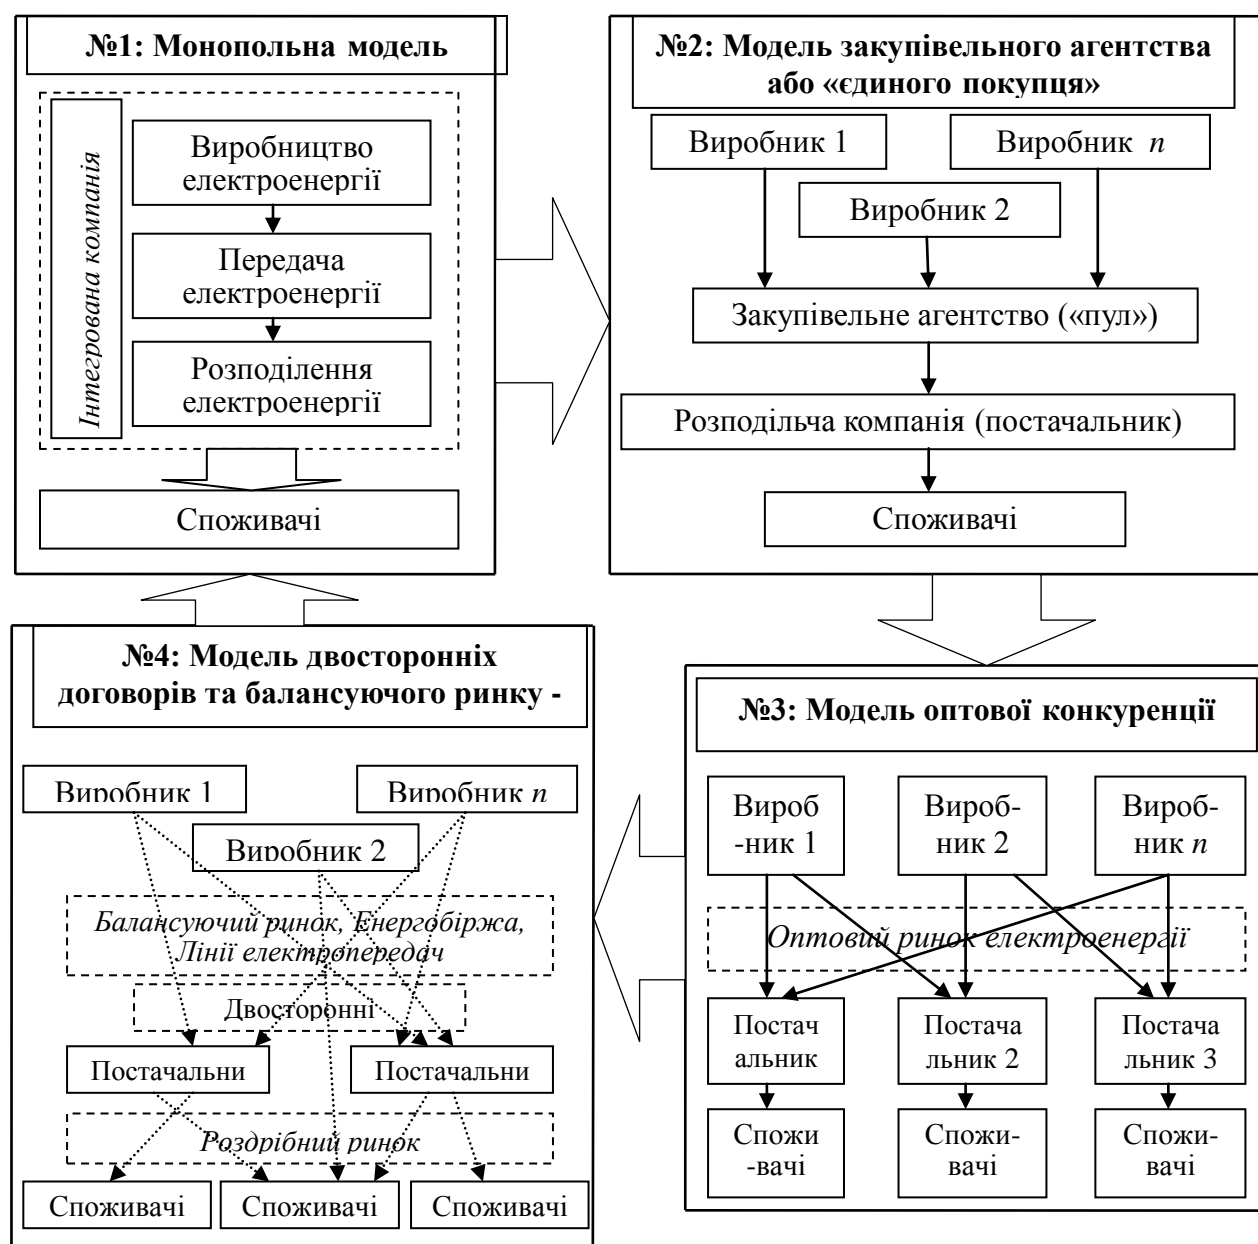 №1: Монопольна модель
Інтегрована компанія
Виробництво
електроенергії
Передача
електроенергії
Розподілення
електроенергії
Споживачі
№2: Модель закупівельного агентства
або «єдиного покупця»
Виробник 1
Виробник n
Виробник 2
Закупівельне агентство («пул»)
Розподільча компанія (постачальник)
Споживачі
№4: Модель двосторонніх
договорів та балансуючого ринку -
Виробник 1
Виробник n
Виробник 2
Балансуючий ринок, Енергобіржа,
Лінії електропередач
Двосторонні
Постачальни
Постачальни
Роздрібний ринок
Споживачі
Споживачі
Споживачі
№3: Модель оптової конкуренції
Вироб
-ник 1
Вироб-
ник 2
Вироб-
ник n
Оптовий ринок електроенергії
Постач
альник
Постача
льник 2
Постача
льник 3
Спожи
-вачі
Спожи-
вачі
Спожи-
вачі